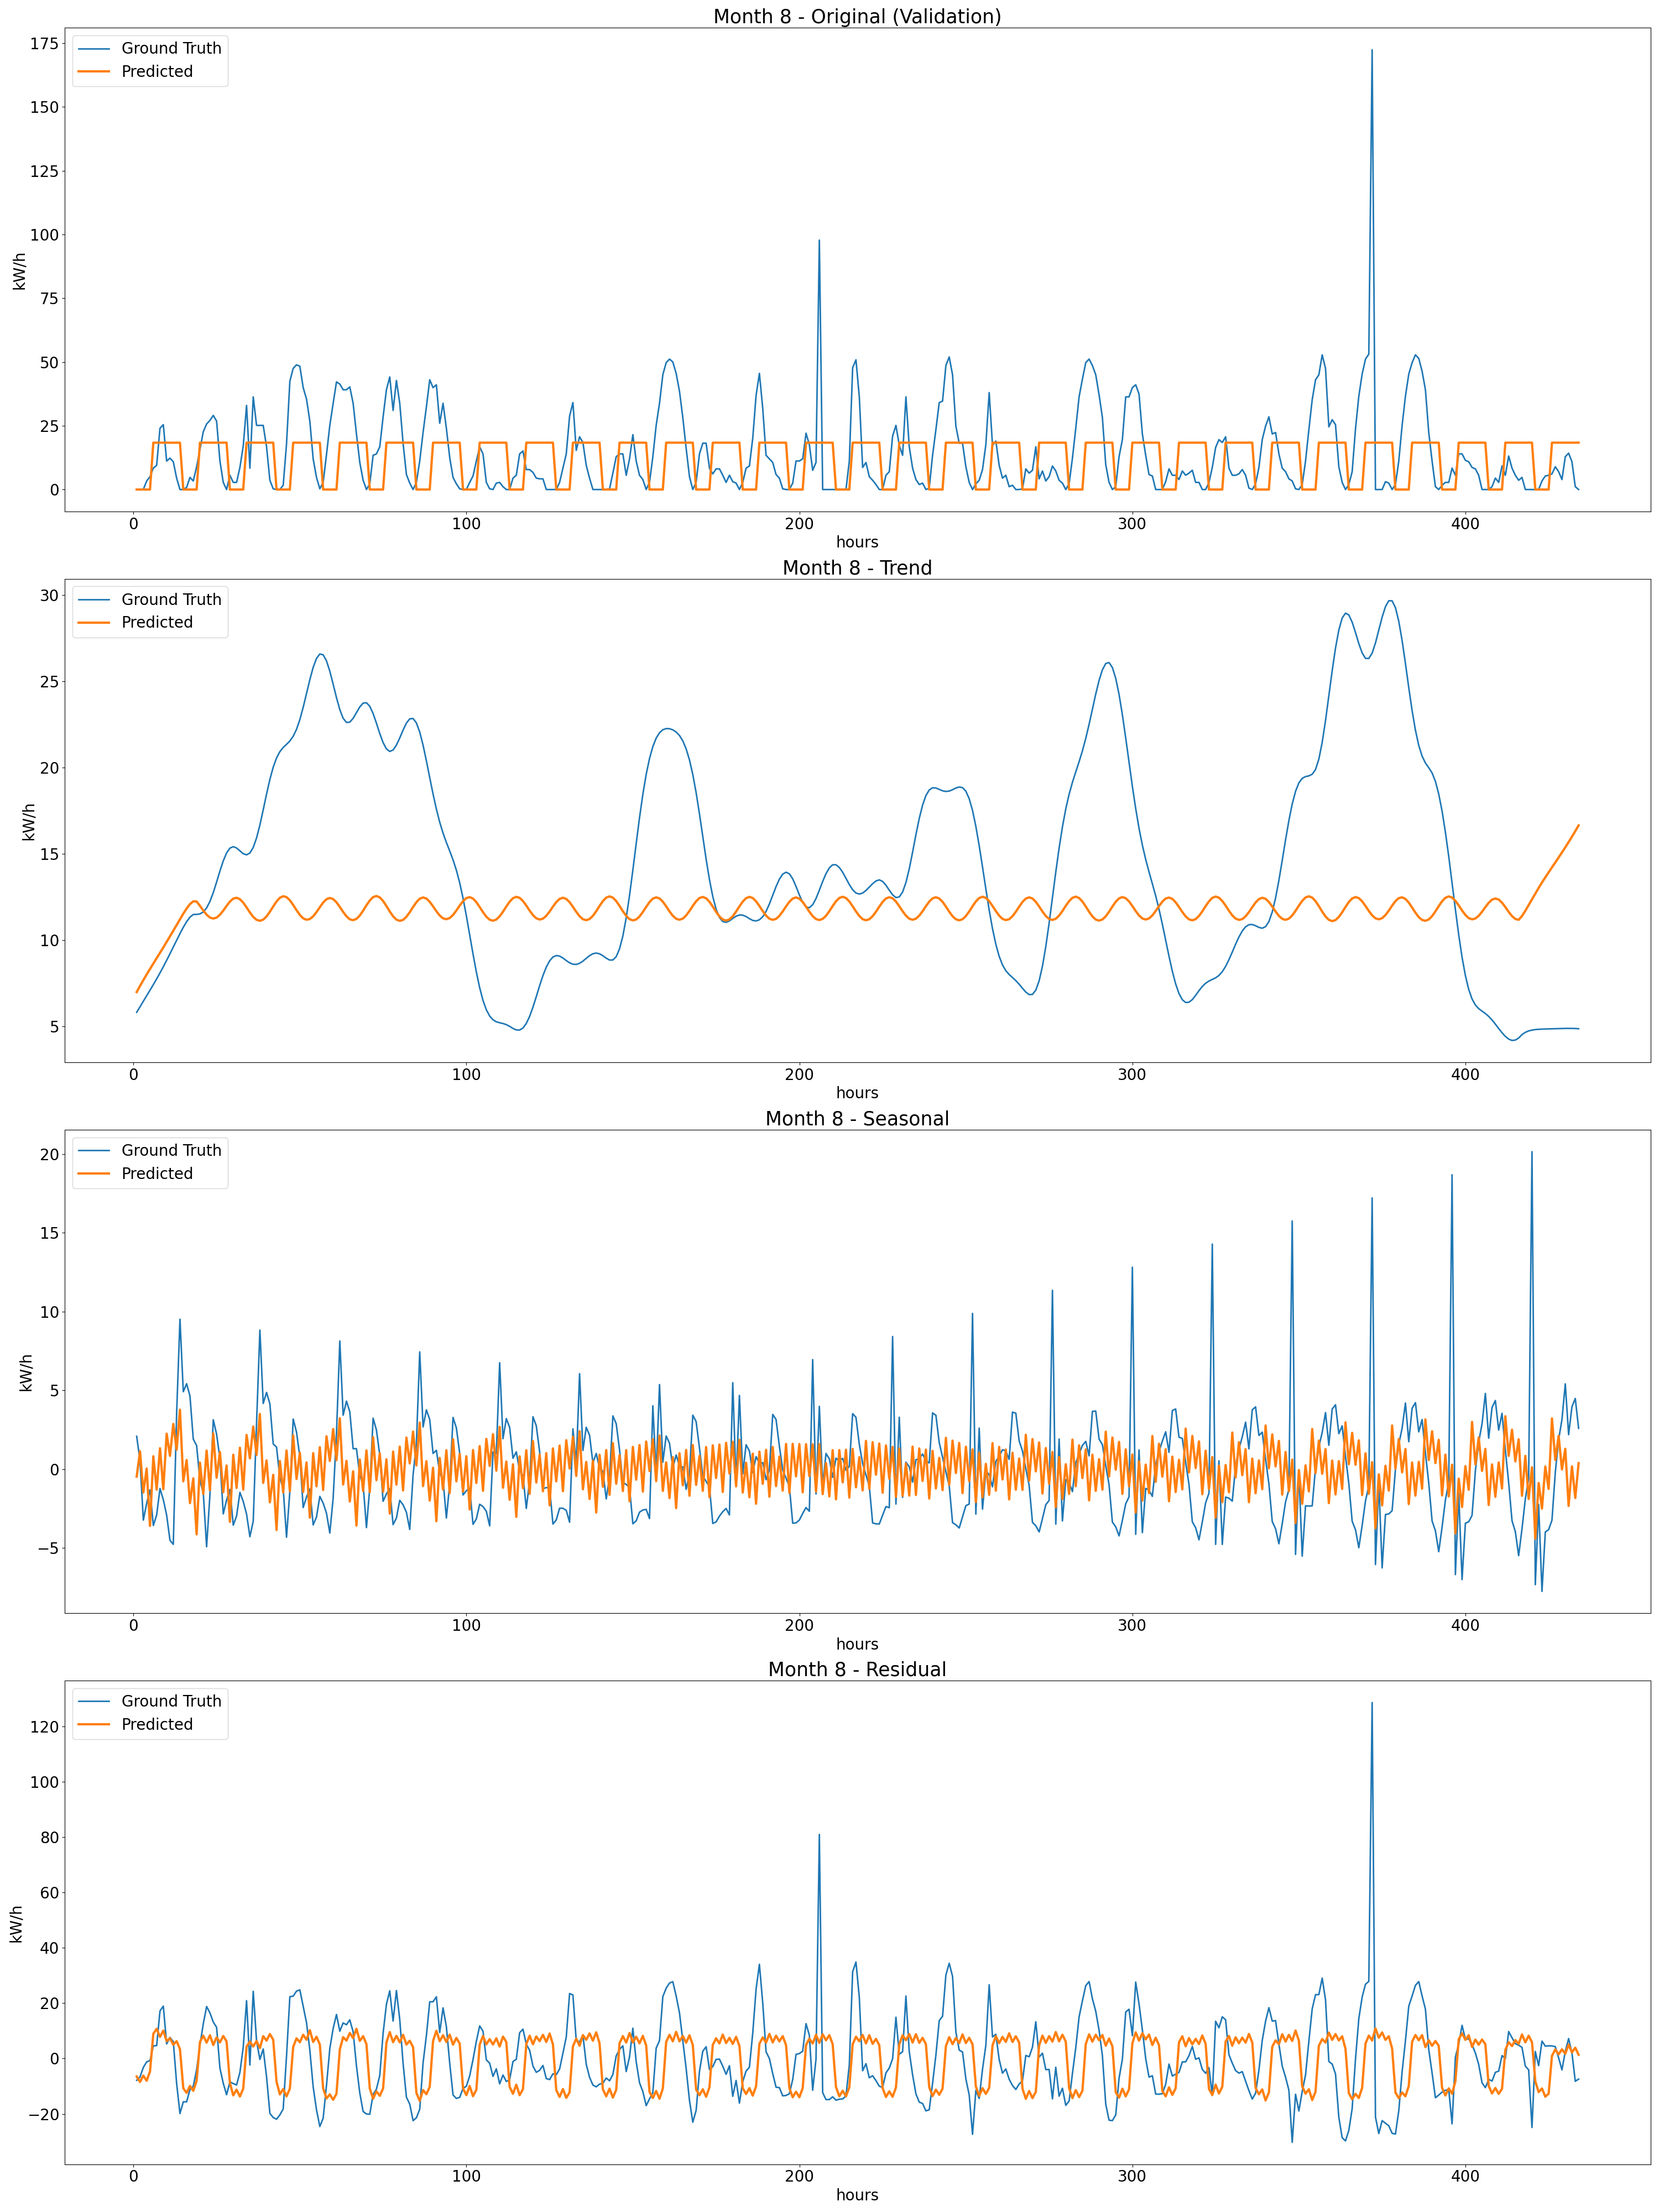 Month 8 - Original (Validation)
Ground Truth
Predicted
175
150
125
100
75
50
25
0
kW/h
0 100 200 300 400
hours
Month 8 - Trend
Ground Truth
Predicted
30
25
20
15
10
5
kW/h
0 100 200 300 400
hours
Month 8 - Seasonal
Ground Truth
Predicted
20
15
10
5
0
−5
kW/h
0 100 200 300 400
hours
Month 8 - Residual
Ground Truth
Predicted
120
100
80
60
40
20
0
−20
kW/h
0 100 200 300 400
hours